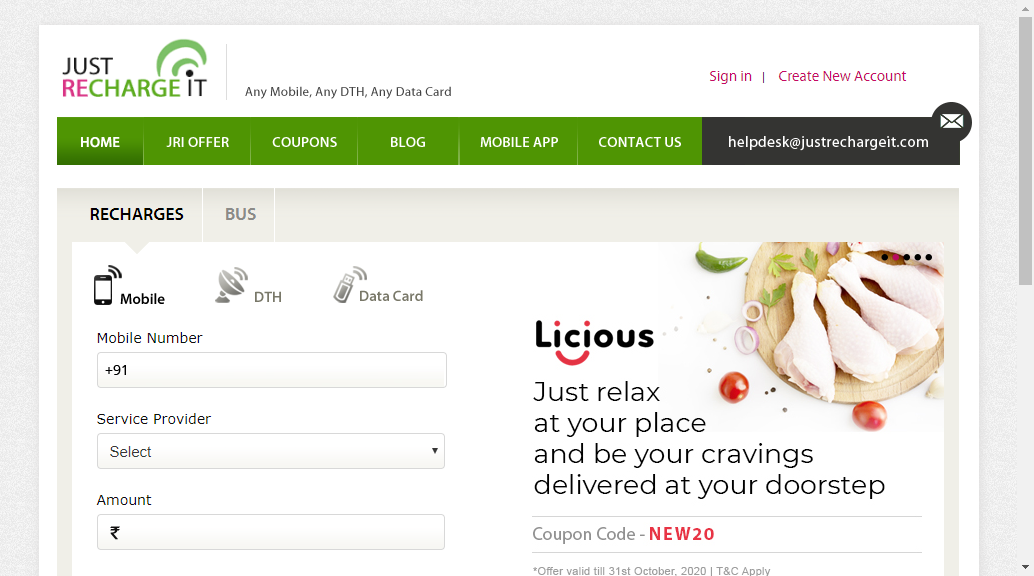 JUST
RECHARGE iT
Any Mobile, Any DTH, Any Data Card
Sign in | Create New Account
HOME JRI OFFER COUPONS BLOG MOBILE APP CONTACT US helpdesk@justrechargeit.com
RECHARGES BUS
Mobile DTH Data Card
Mobile Number
+91
Service Provider
Select
Amount
₹
Licious
Just relax
at your place
and be your cravings
delivered at your doorstep
Coupon Code - NEW20
*Offer valid till 31st October, 2020 | T&C Apply